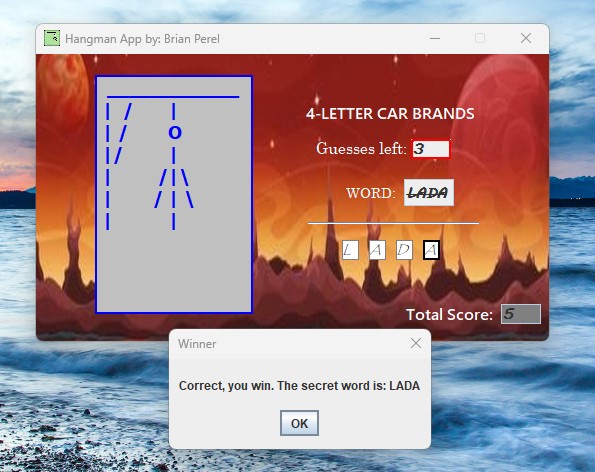 Hangman App by: Brian Perel
4-LETTER CAR BRANDS
Guesses left: 3
WORD: LADA
L A D A
Total Score: 5
Winner
Correct, you win. The secret word is: LADA
OK